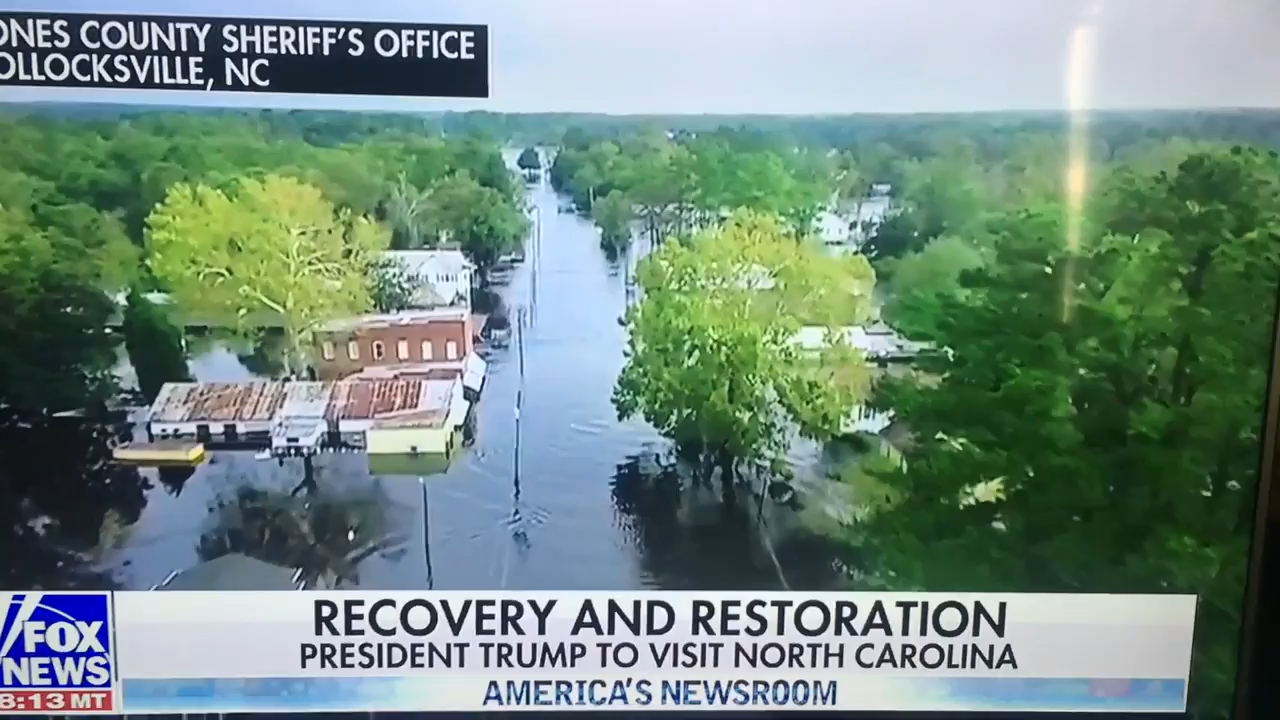 ONES COUNTY SHERIFF'S OFFICE
OLLOCKSVILLE, NC
RECOVERY AND RESTORATION
PRESIDENT TRUMP TO VISIT NORTH CAROLINA
AMERICA'S NEWSROOM
FOX
NEWS
8:13 MT